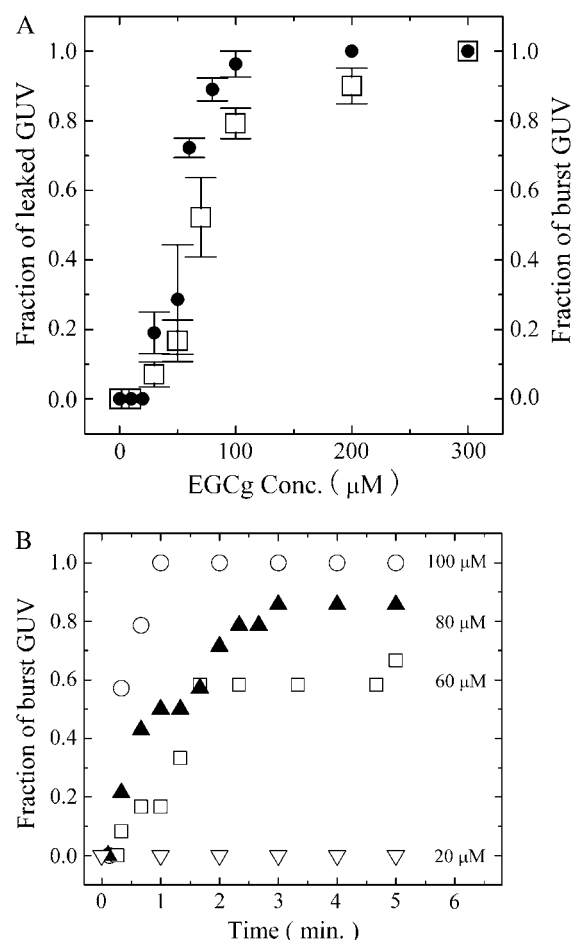 A
1.0
0.8
0.6
0.4
0.2
0.0
Fraction of leaked GUV
1.0
0.8
0.6
0.4
0.2
0.0
Fraction of burst GUV
0
100
200
300
EGCg Conc. ( μM )
B
1.0
0.8
0.6
0.4
0.2
0.0
Fraction of burst GUV
100 μM
80 μM
60 μM
20 μM
0
1
2
3
4
5
6
Time ( min. )